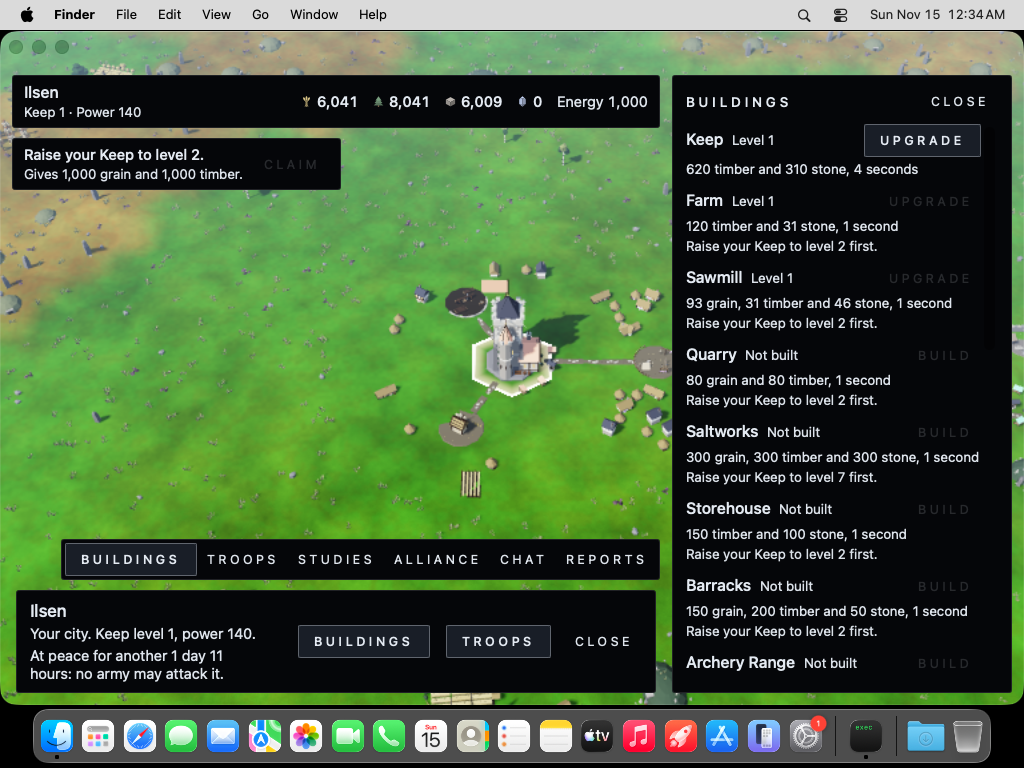 Finder File Edit View Go Window Help Sun Nov 15 12:34 AM
Ilsen
Keep 1 · Power 140
6,041 8,041 6,009 0 Energy 1,000
Raise your Keep to level 2.
Gives 1,000 grain and 1,000 timber.
CLAIM
BUILDINGS CLOSE
Keep Level 1 UPGRADE
620 timber and 310 stone, 4 seconds
Farm Level 1 UPGRADE
120 timber and 31 stone, 1 second
Raise your Keep to level 2 first.
Sawmill Level 1 UPGRADE
93 grain, 31 timber and 46 stone, 1 second
Raise your Keep to level 2 first.
Quarry Not built BUILD
80 grain and 80 timber, 1 second
Raise your Keep to level 2 first.
Saltworks Not built BUILD
300 grain, 300 timber and 300 stone, 1 second
Raise your Keep to level 7 first.
Storehouse Not built BUILD
150 timber and 100 stone, 1 second
Raise your Keep to level 2 first.
Barracks Not built BUILD
150 grain, 200 timber and 50 stone, 1 second
Raise your Keep to level 2 first.
Archery Range Not built BUILD
BUILDINGS TROOPS STUDIES ALLIANCE CHAT REPORTS
Ilsen
Your city. Keep level 1, power 140.
At peace for another 1 day 11
hours: no army may attack it.
BUILDINGS TROOPS CLOSE
Sun
15
tv
1
exec